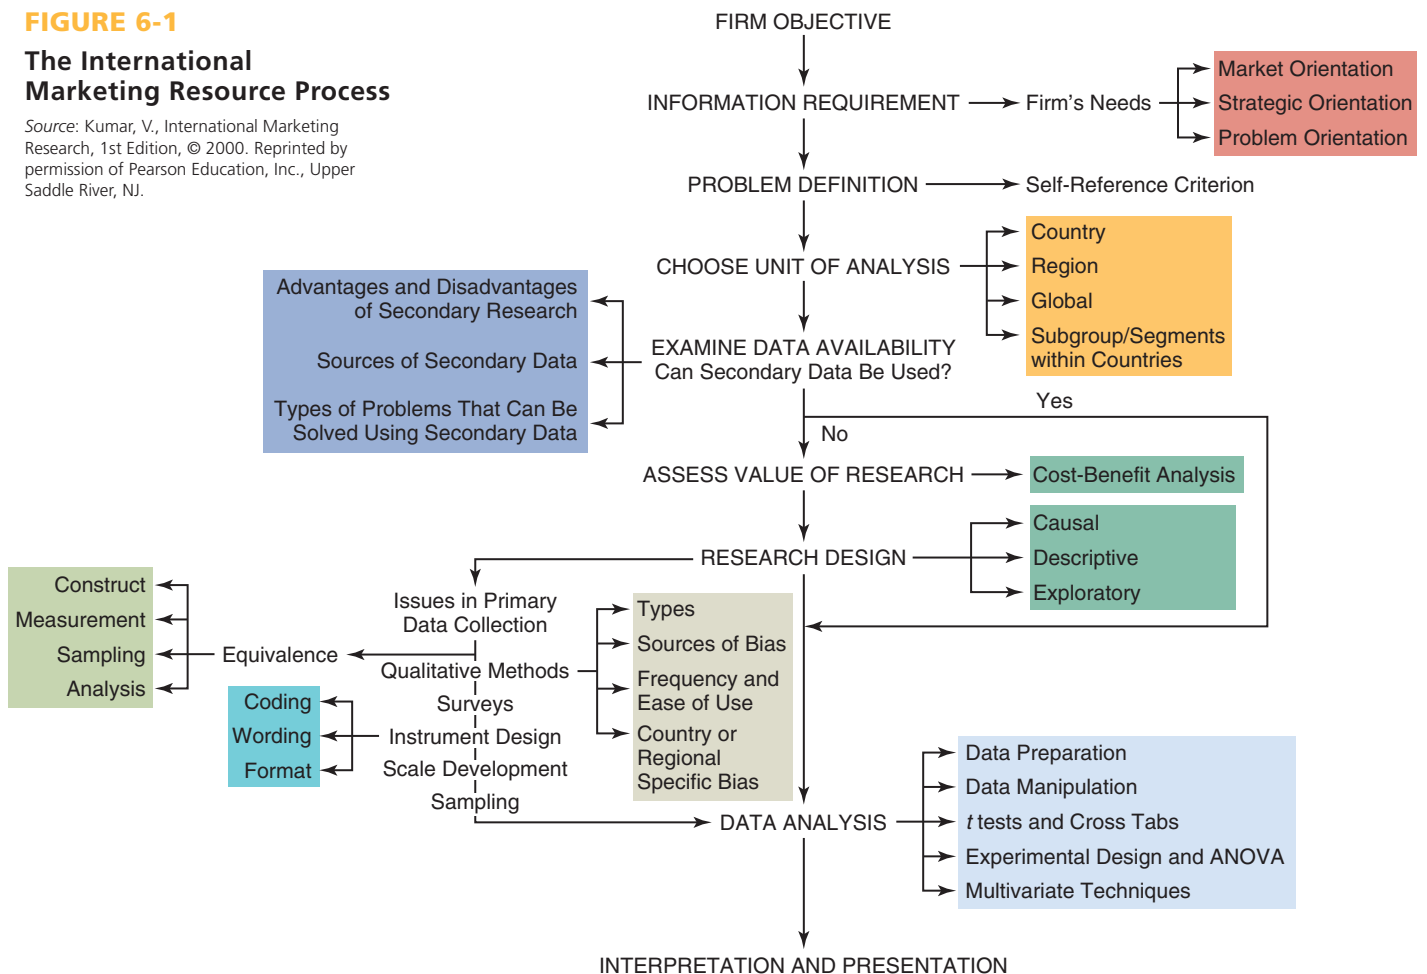 FIGURE 6-1
The International
Marketing Resource Process
Source: Kumar, V., International Marketing
Research, 1st Edition, © 2000. Reprinted by
permission of Pearson Education, Inc., Upper
Saddle River, NJ.
FIRM OBJECTIVE
INFORMATION REQUIREMENT
Firm's Needs
Market Orientation
Strategic Orientation
Problem Orientation
PROBLEM DEFINITION
Self-Reference Criterion
CHOOSE UNIT OF ANALYSIS
Country
Region
Global
Subgroup/Segments
within Countries
EXAMINE DATA AVAILABILITY
Can Secondary Data Be Used?
Advantages and Disadvantages
of Secondary Research
Sources of Secondary Data
Types of Problems That Can Be
Solved Using Secondary Data
Yes
No
ASSESS VALUE OF RESEARCH
Cost-Benefit Analysis
RESEARCH DESIGN
Causal
Descriptive
Exploratory
Issues in Primary
Data Collection
Equivalence
Construct
Measurement
Sampling
Analysis
Qualitative Methods
Types
Sources of Bias
Frequency and
Ease of Use
Country or
Regional
Specific Bias
Surveys
Instrument Design
Coding
Wording
Format
Scale Development
Sampling
DATA ANALYSIS
Data Preparation
Data Manipulation
t tests and Cross Tabs
Experimental Design and ANOVA
Multivariate Techniques
INTERPRETATION AND PRESENTATION